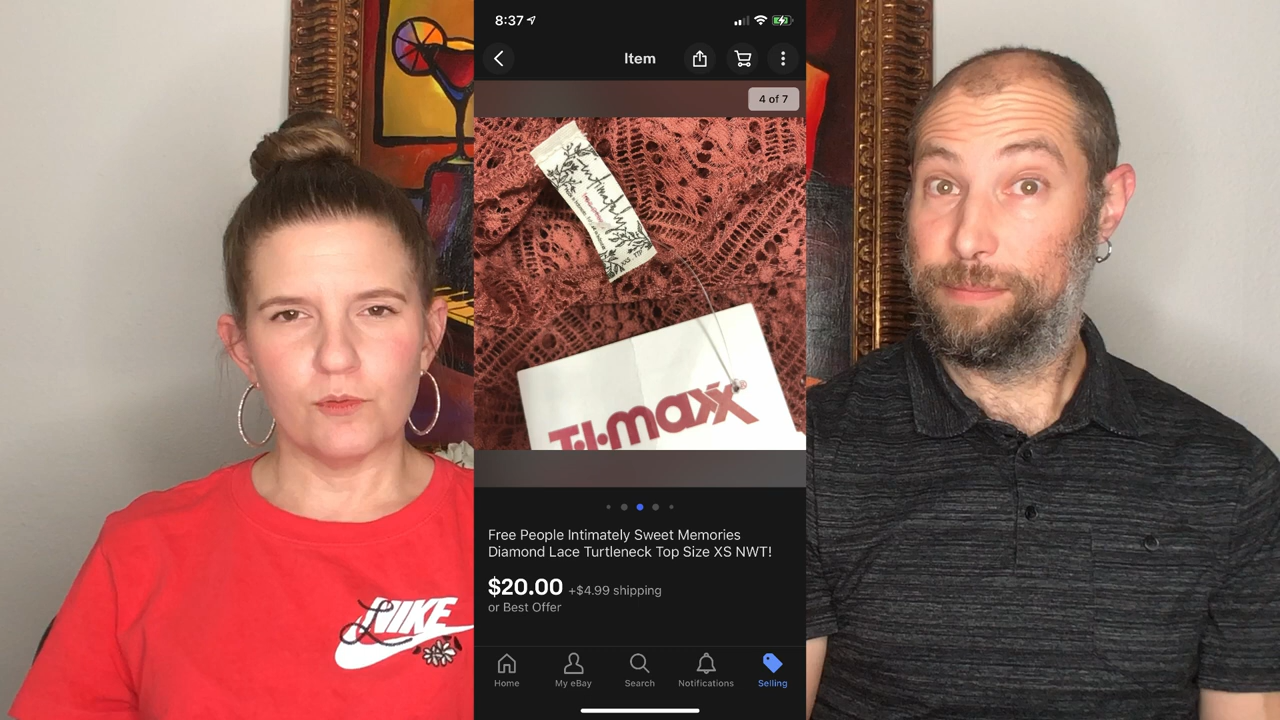 8:37
Item
4 of 7
intimately
T.J.maxx
NIKE
Free People Intimately Sweet Memories
Diamond Lace Turtleneck Top Size XS NWT!
$20.00 +$4.99 shipping
or Best Offer
Home
My eBay
Search
Notifications
Selling